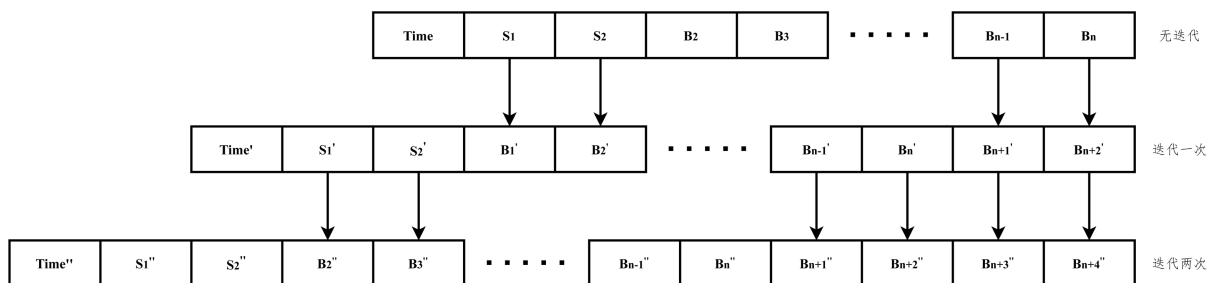 Time S1 S2 B2 B3 ····· Bn-1 Bn 无迭代
Time' S1' S2' B1' B2' ····· Bn-1' Bn' Bn+1' Bn+2' 迭代一次
Time'' S1'' S2'' B2'' B3'' ····· Bn-1'' Bn'' Bn+1'' Bn+2'' Bn+3'' Bn+4'' 迭代两次